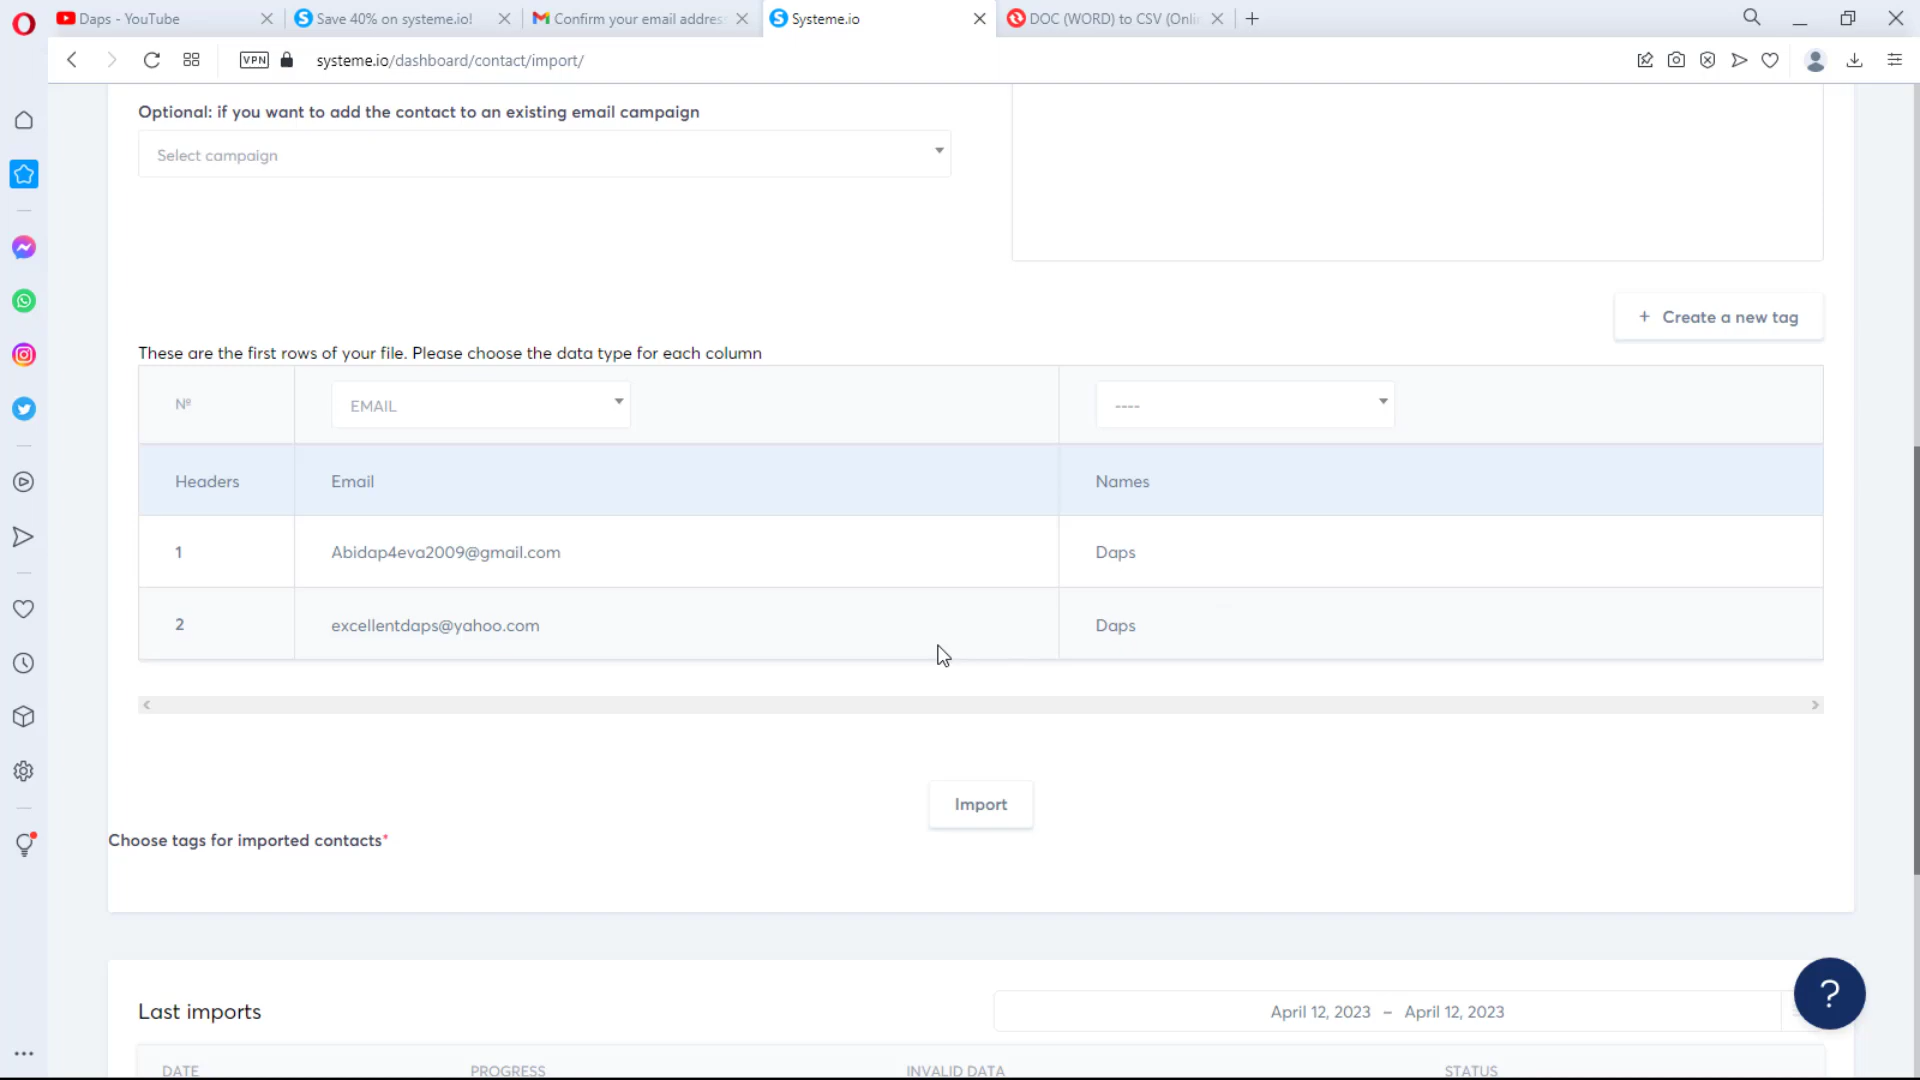 Daps - YouTube
Save 40% on systeme.io!
Confirm your email addres
Systeme.io
DOC (WORD) to CSV (Onli
VPN
systeme.io/dashboard/contact/import/
Optional: if you want to add the contact to an existing email campaign
Select campaign
+ Create a new tag
These are the first rows of your file. Please choose the data type for each column
Nº EMAIL ----
Headers Email Names
1 Abidap4eva2009@gmail.com Daps
2 excellentdaps@yahoo.com Daps
Import
Choose tags for imported contacts*
Last imports
April 12, 2023 – April 12, 2023
?
DATE PROGRESS INVALID DATA STATUS